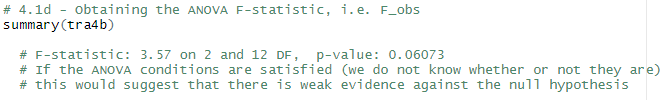 # 4.1d - Obtaining the ANOVA F-statistic, i.e. F_obs
summary(tra4b)
# F-statistic: 3.57 on 2 and 12 DF,  p-value: 0.06073
# If the ANOVA conditions are satisfied (we do not know whether or not they are)
# this would suggest that there is weak evidence against the null hypothesis